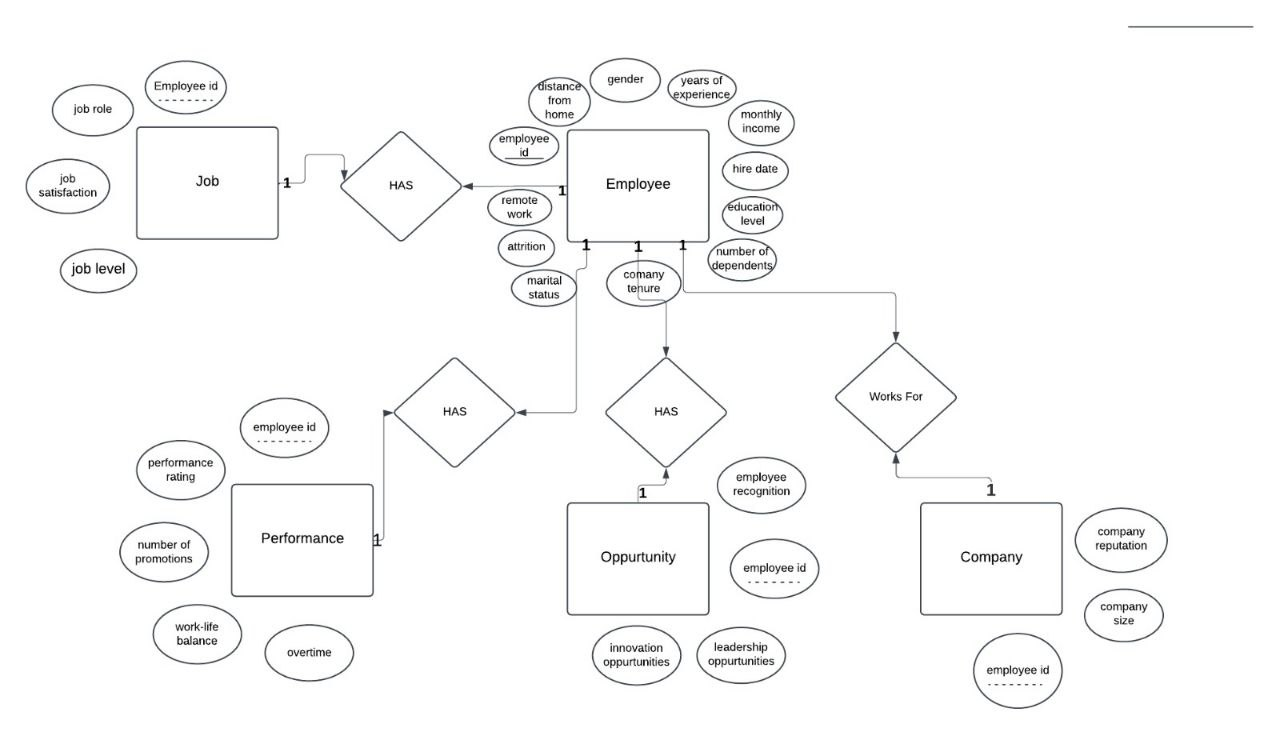 Employee id
job role
job
satisfaction
job level
Job
1
HAS
employee
id
distance
from
home
gender
years of
experience
monthly
income
hire date
education
level
number of
dependents
Employee
1
remote
work
attrition
marital
status
1
1
1
comany
tenure
HAS
HAS
Works For
employee id
performance
rating
number of
promotions
work-life
balance
overtime
Performance
1
1
Oppurtunity
employee
recognition
employee id
innovation
oppurtunities
leadership
oppurtunities
1
Company
company
reputation
company
size
employee id